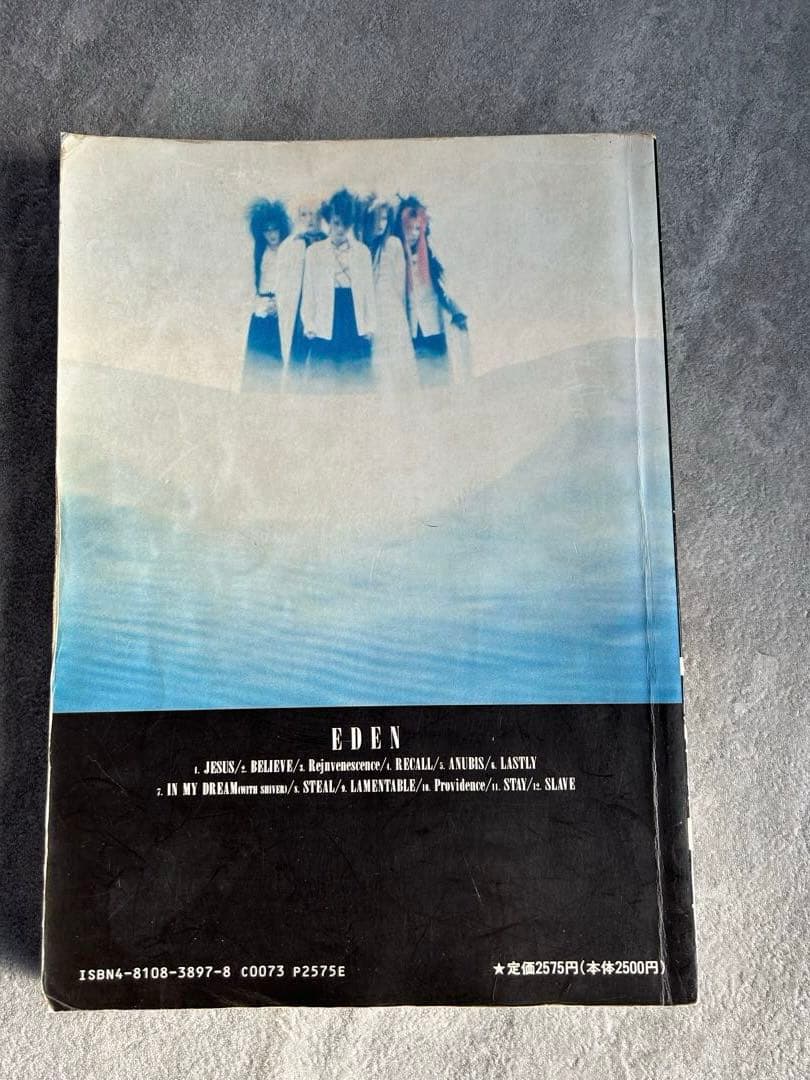 EDEN
1. JESUS/2. BELIEVE/3. Rejnvenescence/4. RECALL/5. ANUBIS/6. LASTLY
7. IN MY DREAM(WITH SHIVER)/8. STEAL/9. LAMENTABLE/10. Providence/11. STAY/12. SLAVE
ISBN4-8108-3897-8 C0073 P2575E
★定価2575円(本体2500円)